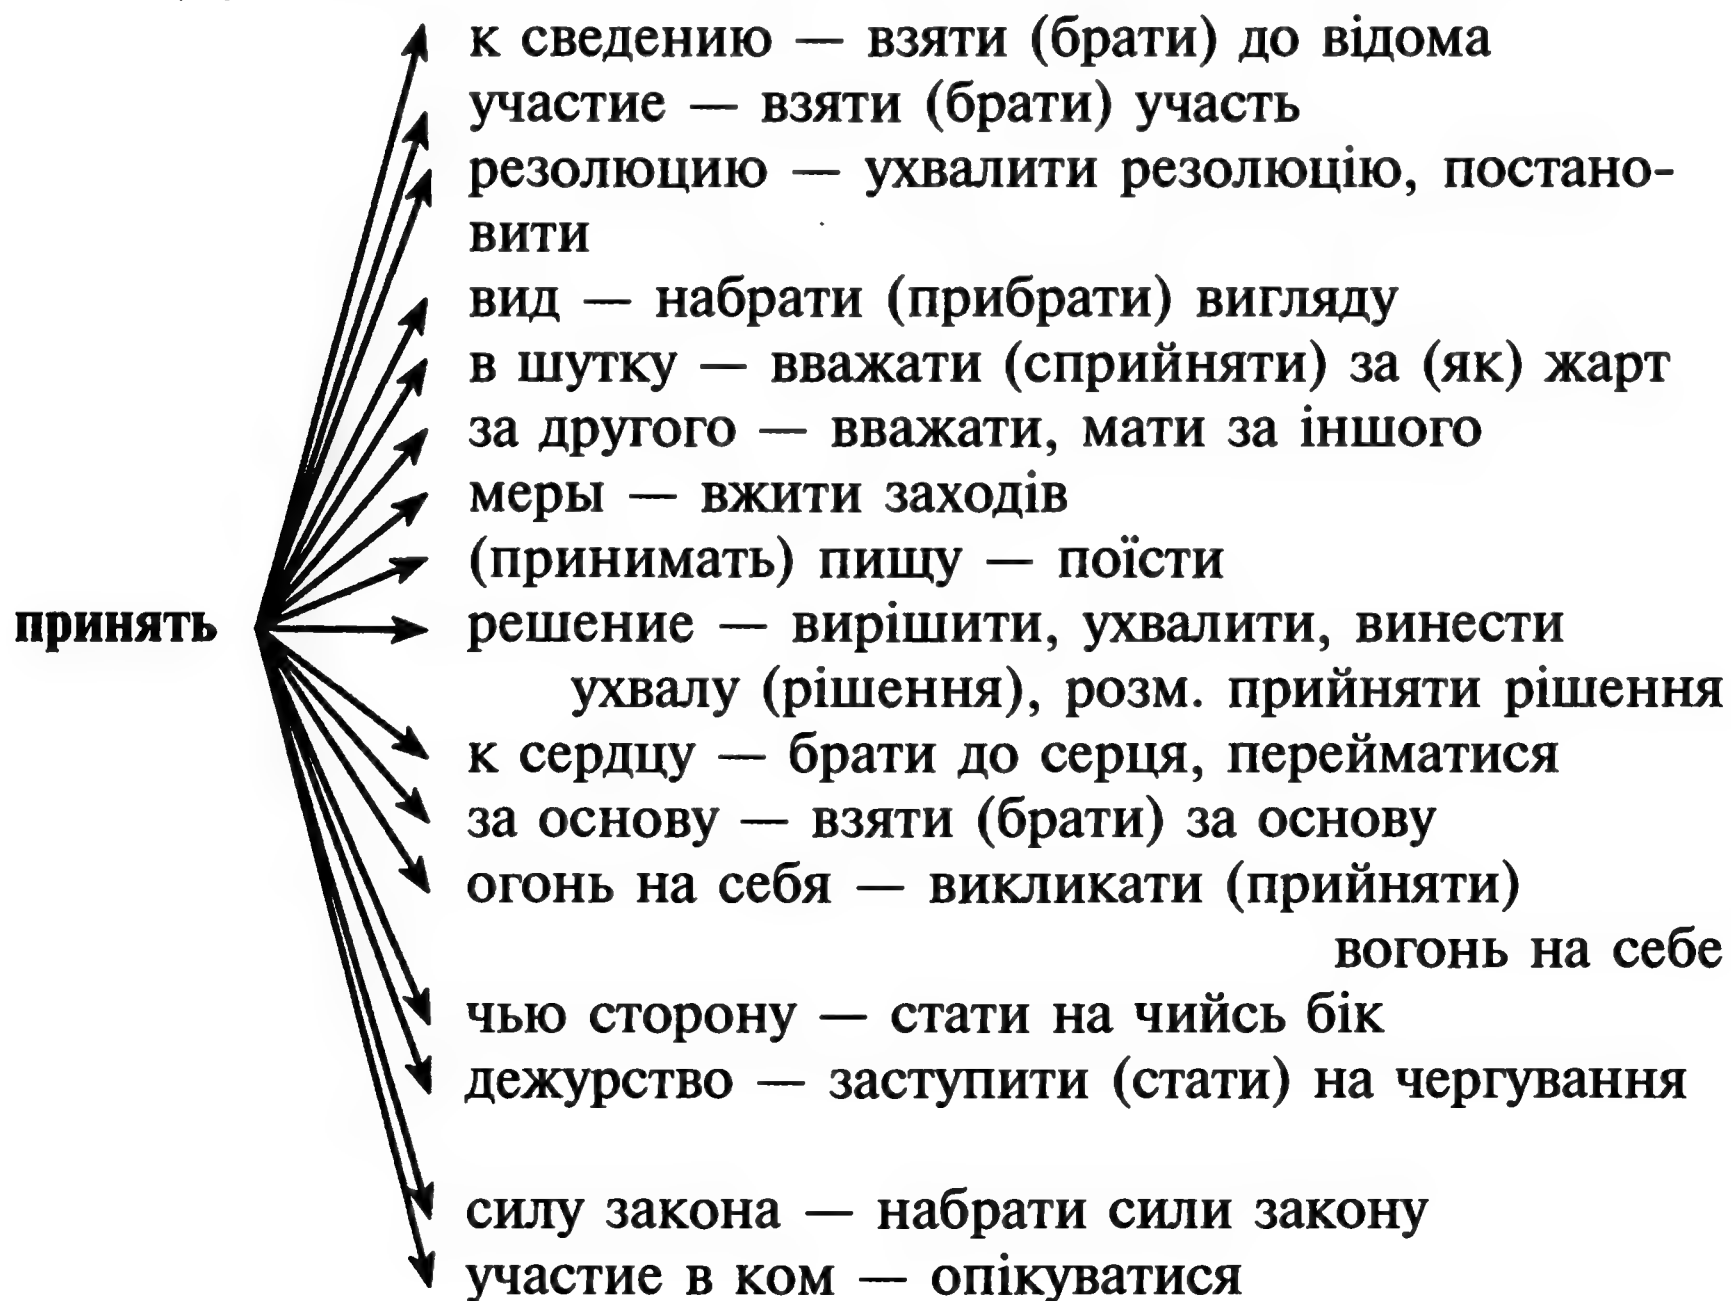 к сведению — взяти (брати) до відома
участие — взяти (брати) участь
резолюцию — ухвалити резолюцію, постано-
вити
вид — набрати (прибрати) вигляду
в шутку — вважати (сприйняти) за (як) жарт
за другого — вважати, мати за іншого
меры — вжити заходів
(принимать) пищу — поїсти
принять решение — вирішити, ухвалити, винести
ухвалу (рішення), розм. прийняти рішення
к сердцу — брати до серця, перейматися
за основу — взяти (брати) за основу
огонь на себя — викликати (прийняти)
вогонь на себе
чью сторону — стати на чийсь бік
дежурство — заступити (стати) на чергування
силу закона — набрати сили закону
участие в ком — опікуватися